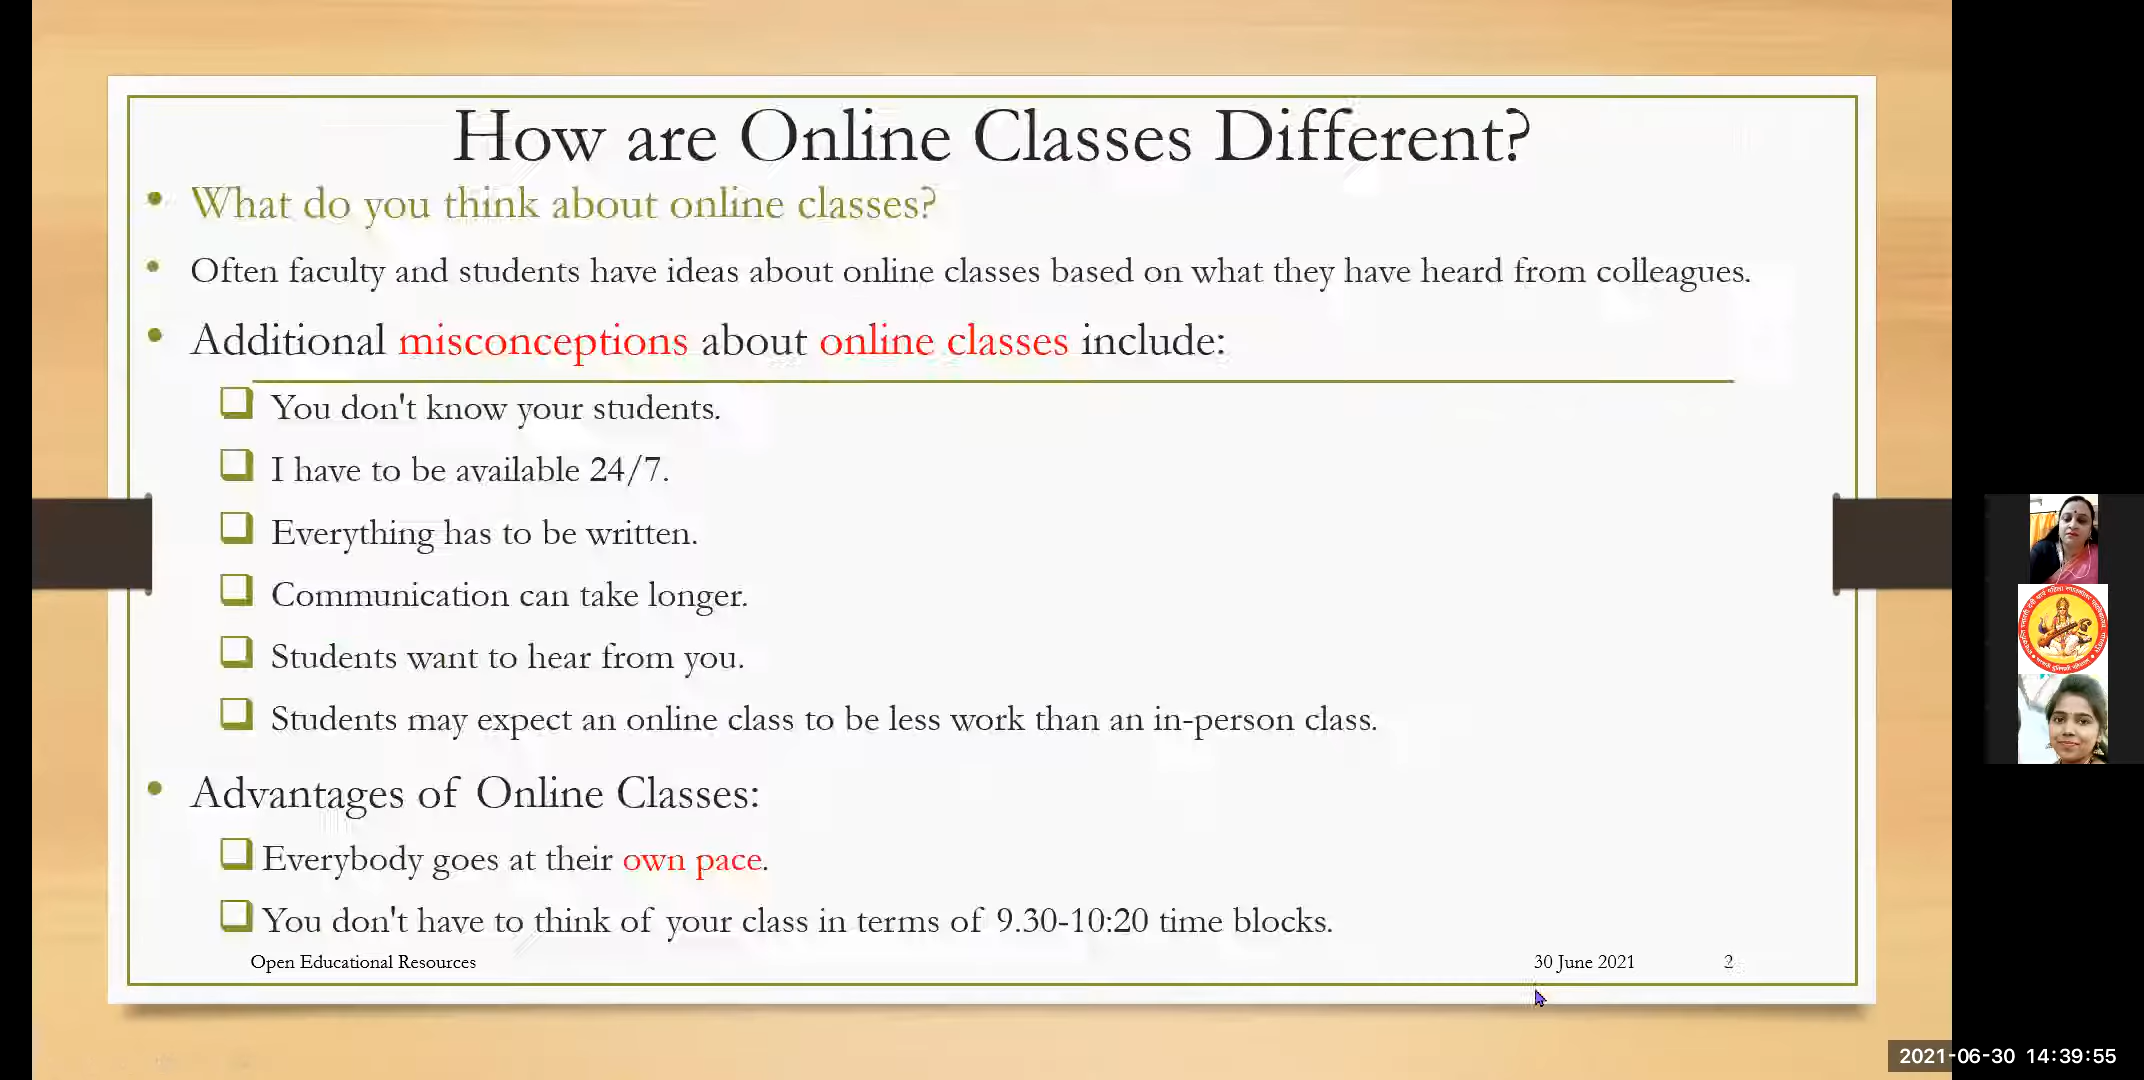 How are Online Classes Different?
• What do you think about online classes?
• Often faculty and students have ideas about online classes based on what they have heard from colleagues.
• Additional misconceptions about online classes include:
❑ You don't know your students.
❑ I have to be available 24/7.
❑ Everything has to be written.
❑ Communication can take longer.
❑ Students want to hear from you.
❑ Students may expect an online class to be less work than an in-person class.
• Advantages of Online Classes:
❑ Everybody goes at their own pace.
❑ You don't have to think of your class in terms of 9.30-10:20 time blocks.
Open Educational Resources 30 June 2021 2
2021-06-30 14:39:55